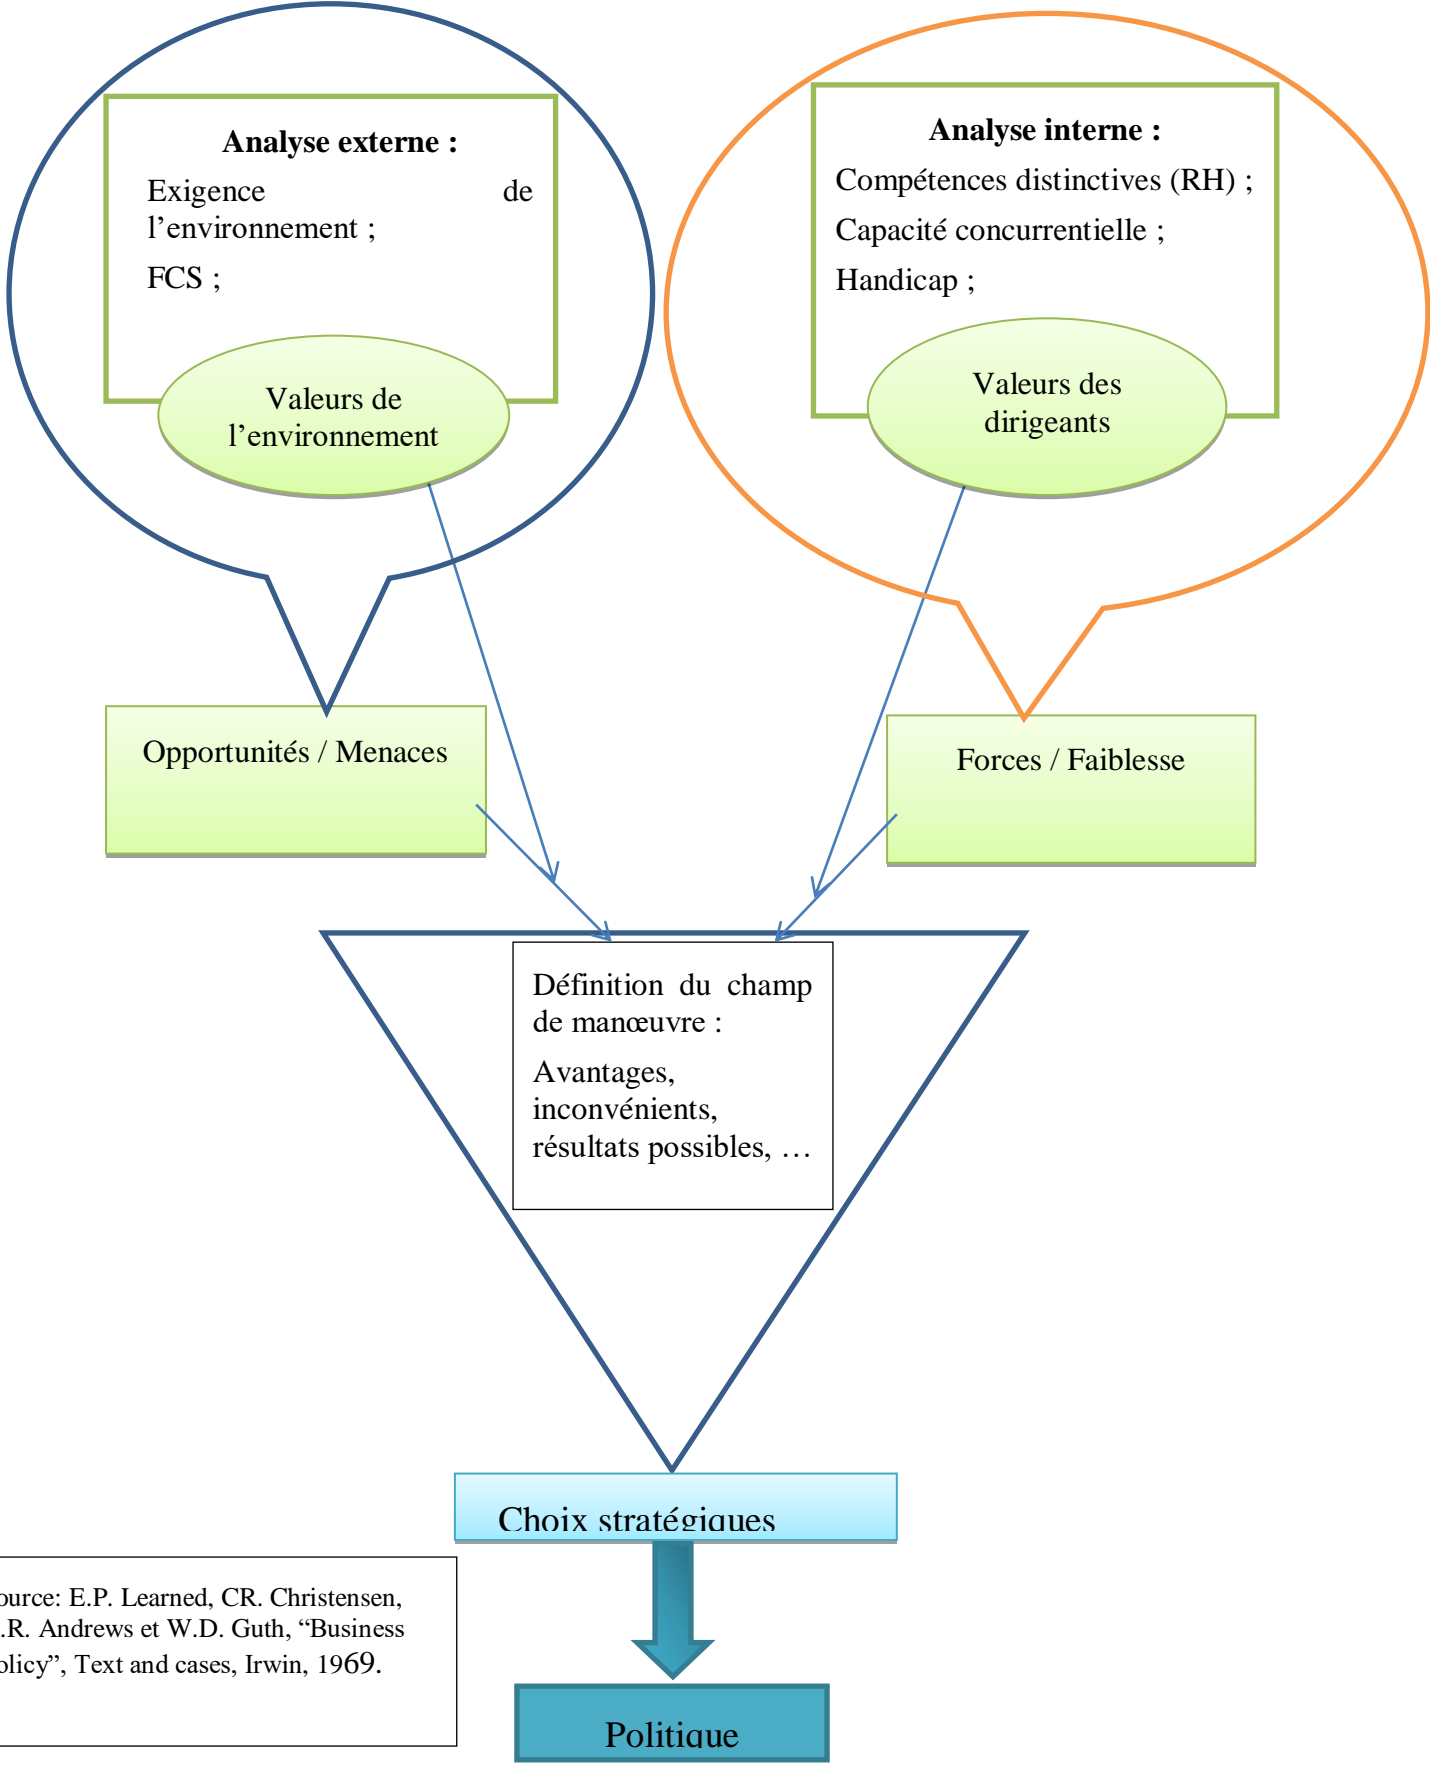 Analyse externe :
Exigence de
l’environnement ;
FCS ;
Valeurs de
l’environnement
Analyse interne :
Compétences distinctives (RH) ;
Capacité concurrentielle ;
Handicap ;
Valeurs des
dirigeants
Opportunités / Menaces
Forces / Faiblesse
Définition du champ
de manœuvre :
Avantages,
inconvénients,
résultats possibles, …
Choix stratégiques
ource: E.P. Learned, CR. Christensen,
.R. Andrews et W.D. Guth, “Business
olicy”, Text and cases, Irwin, 1969.
Politique